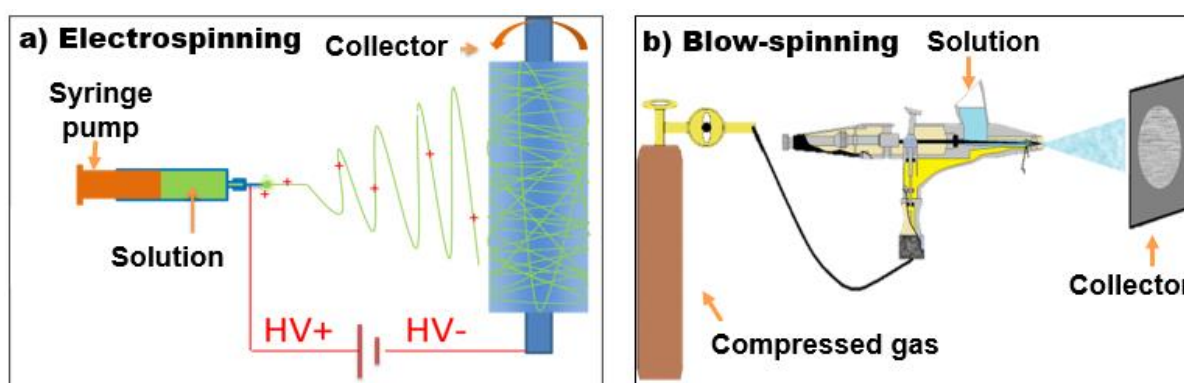 a) Electrospinning
Collector
Syringe
pump
Solution
HV+
HV-
b) Blow-spinning
Solution
Compressed gas
Collector